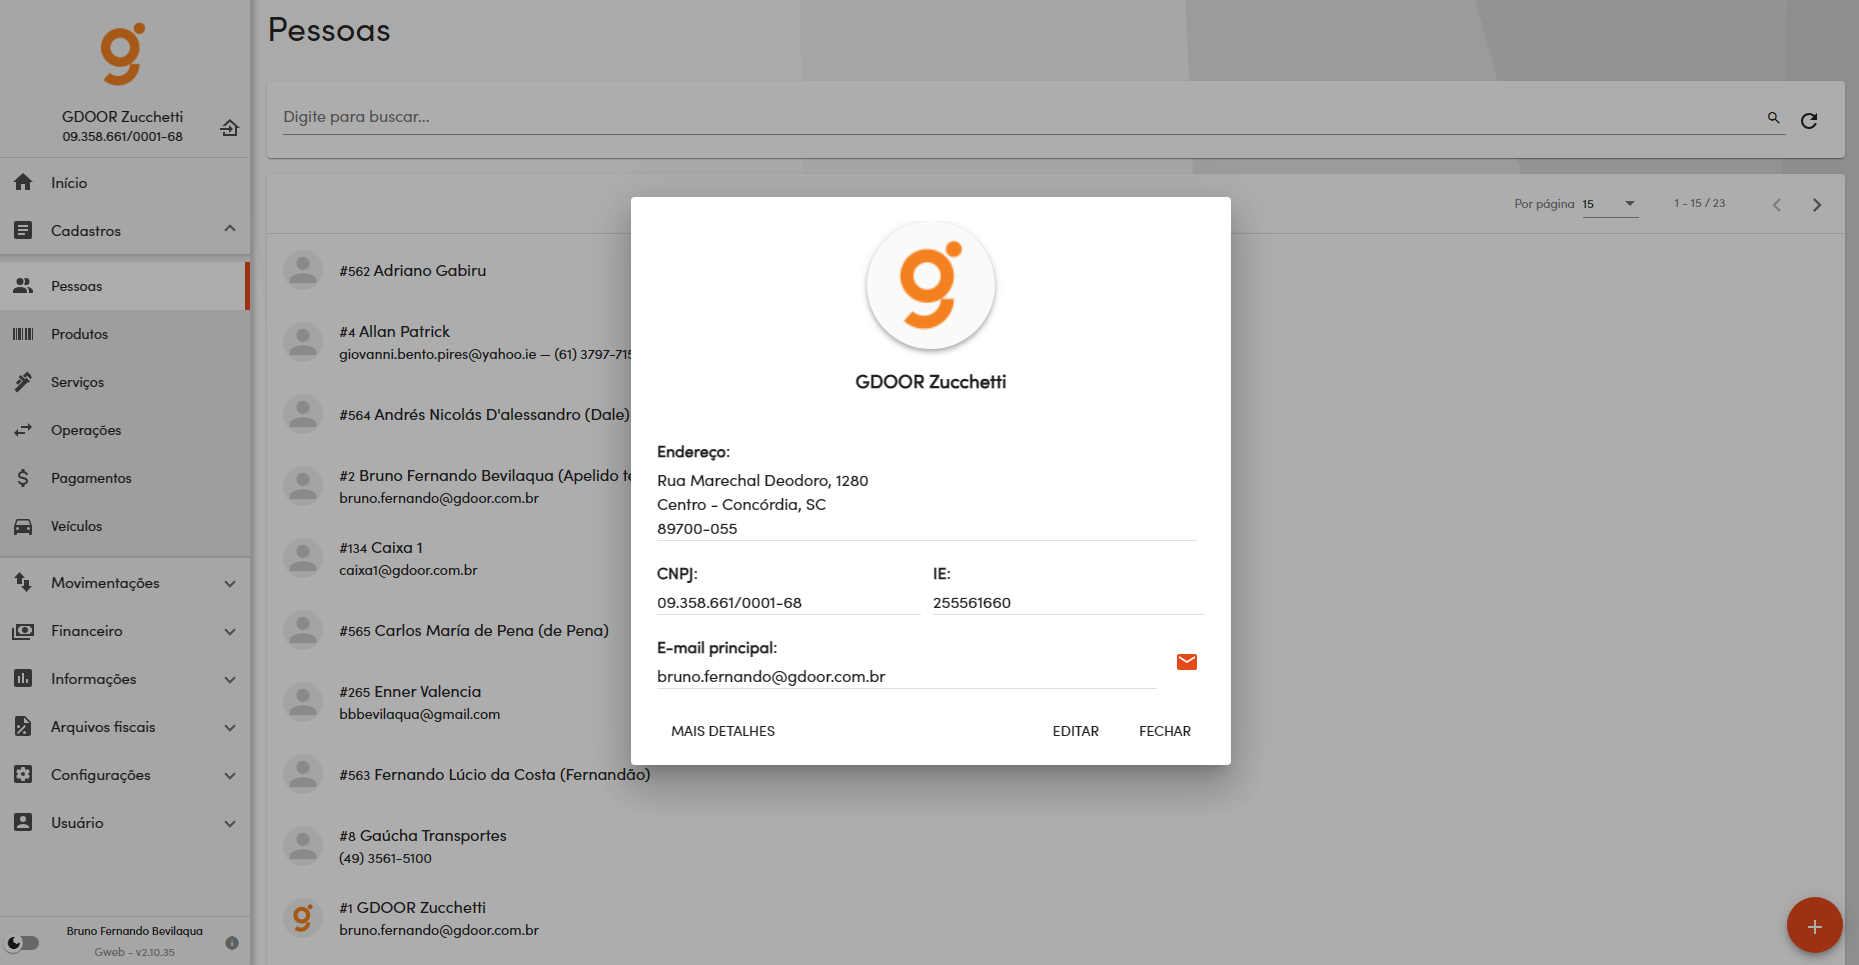 GDOOR Zucchetti
09.358.661/0001-68
Início
Cadastros
Pessoas
Produtos
Serviços
Operações
Pagamentos
Veículos
Movimentações
Financeiro
Informações
Arquivos fiscais
Configurações
Usuário
Bruno Fernando Bevilaqua
Gweb - v2.10.35
Pessoas
Digite para buscar...
Por página 15 1 - 15 / 23
#562 Adriano Gabiru
#4 Allan Patrick
giovanni.bento.pires@yahoo.ie — (61) 3797-715
#564 Andrés Nicolás D'alessandro (Dale)
#2 Bruno Fernando Bevilaqua (Apelido te
bruno.fernando@gdoor.com.br
#134 Caixa 1
caixa1@gdoor.com.br
#565 Carlos María de Pena (de Pena)
#265 Enner Valencia
bbbevilaqua@gmail.com
#563 Fernando Lúcio da Costa (Fernandão)
#8 Gaúcha Transportes
(49) 3561-5100
#1 GDOOR Zucchetti
bruno.fernando@gdoor.com.br
GDOOR Zucchetti
Endereço:
Rua Marechal Deodoro, 1280
Centro - Concórdia, SC
89700-055
CNPJ: IE:
09.358.661/0001-68 255561660
E-mail principal:
bruno.fernando@gdoor.com.br
MAIS DETALHES EDITAR FECHAR